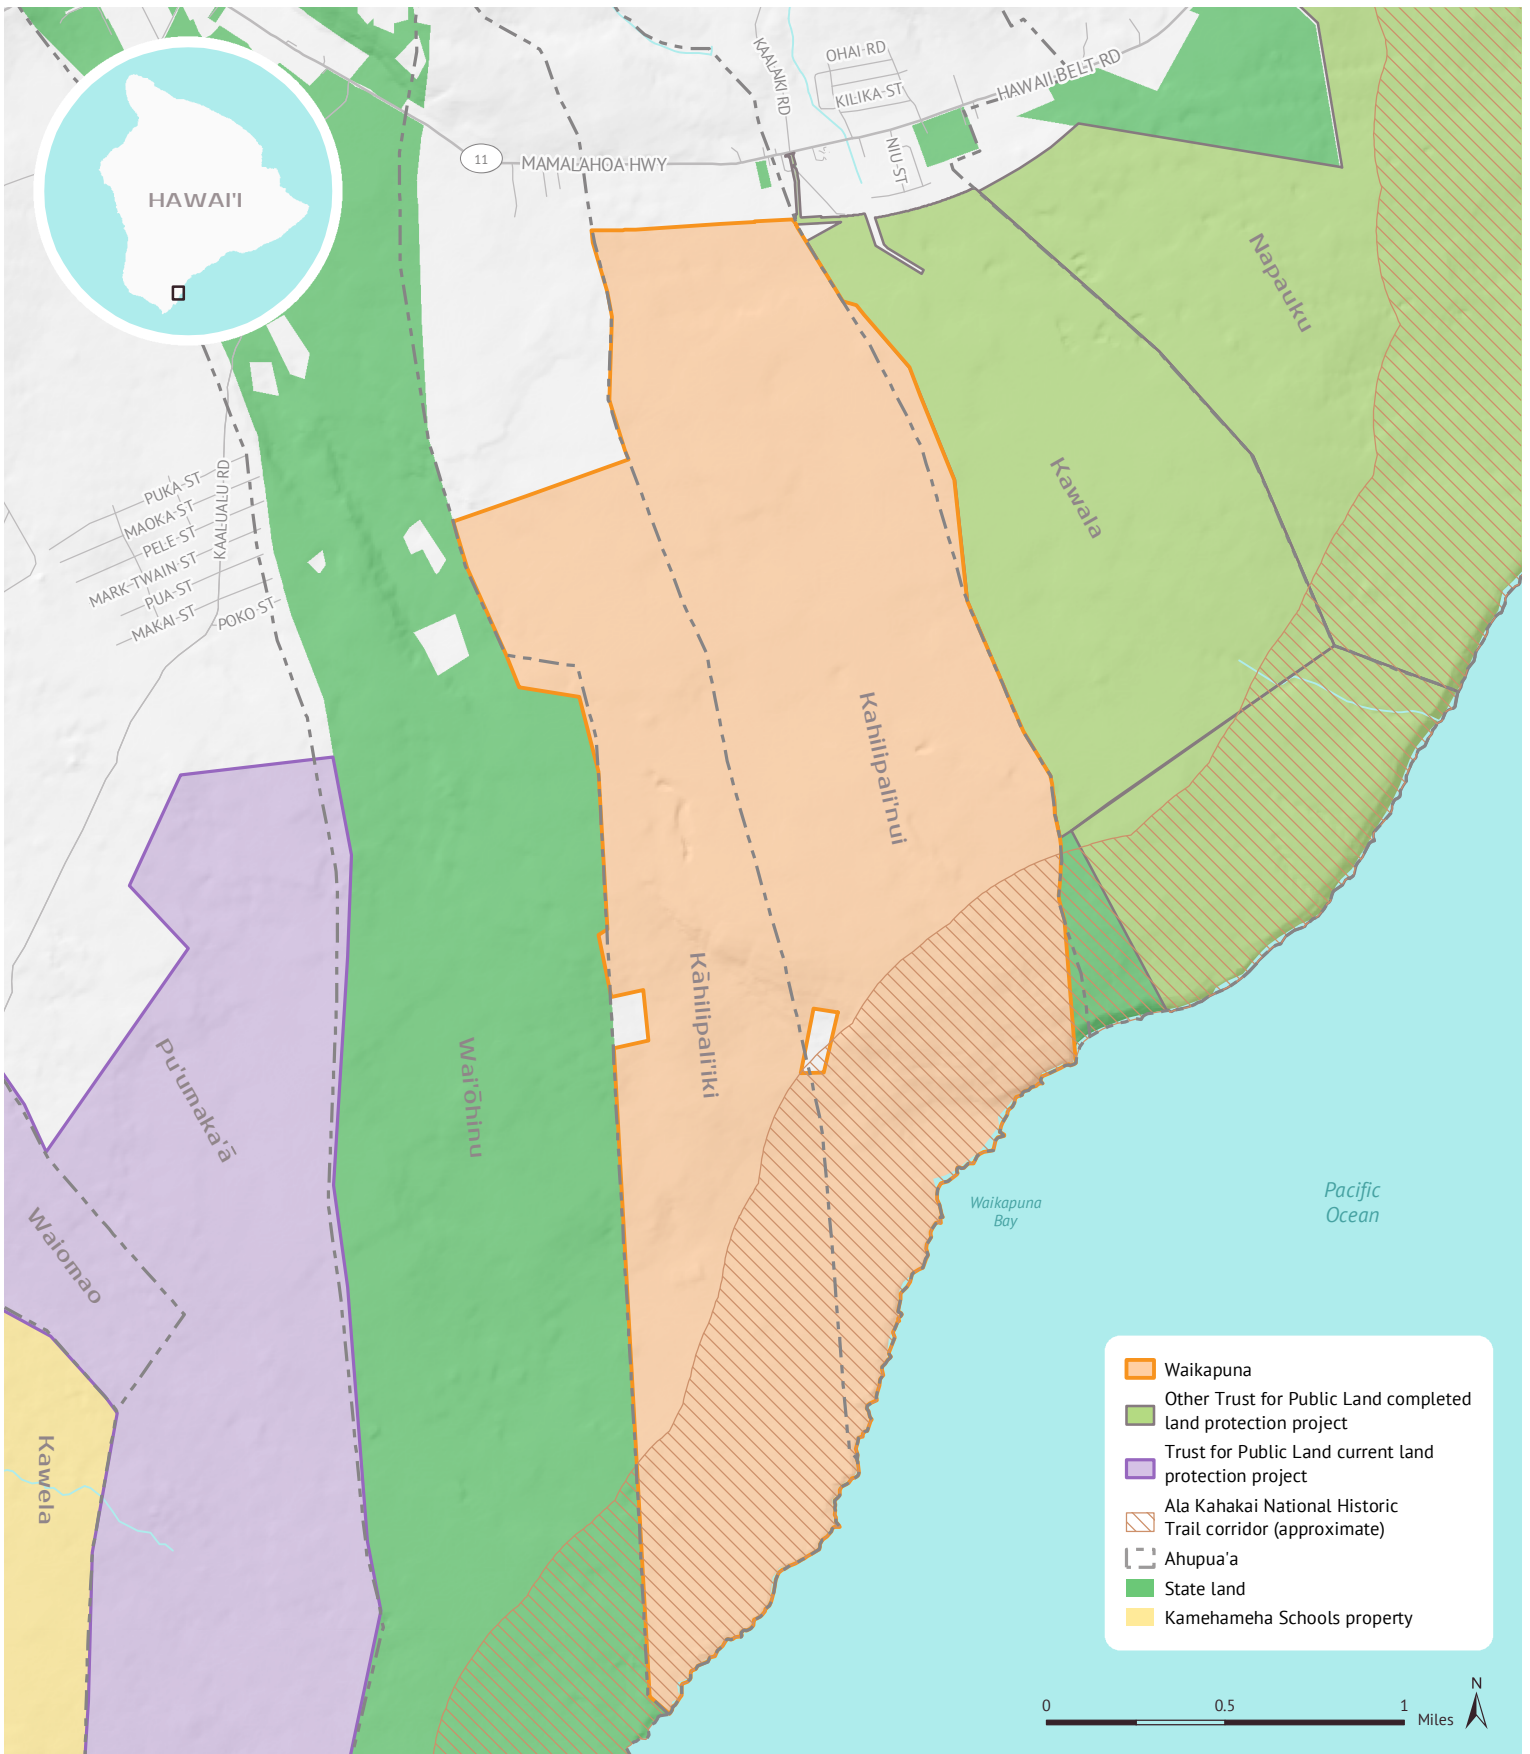 HAWAI'I
11
MAMALAHOA HWY
KAALAIKI RD
OHAI RD
KILIKA ST
NIU ST
HAWAII BELT RD
Napauku
Kawala
PUKA ST
MAOKA ST
PELE ST
MARK TWAIN ST
PUA ST
MAKAI ST
KAALUALU RD
POKO ST
Kahilipali'nui
Kāhilipali'iki
Wai'ōhinu
Pu'umaka'ā
Waiomao
Kawela
Waikapuna
Bay
Pacific
Ocean
Waikapuna
Other Trust for Public Land completed
land protection project
Trust for Public Land current land
protection project
Ala Kahakai National Historic
Trail corridor (approximate)
Ahupua'a
State land
Kamehameha Schools property
0 0.5 1
Miles
N